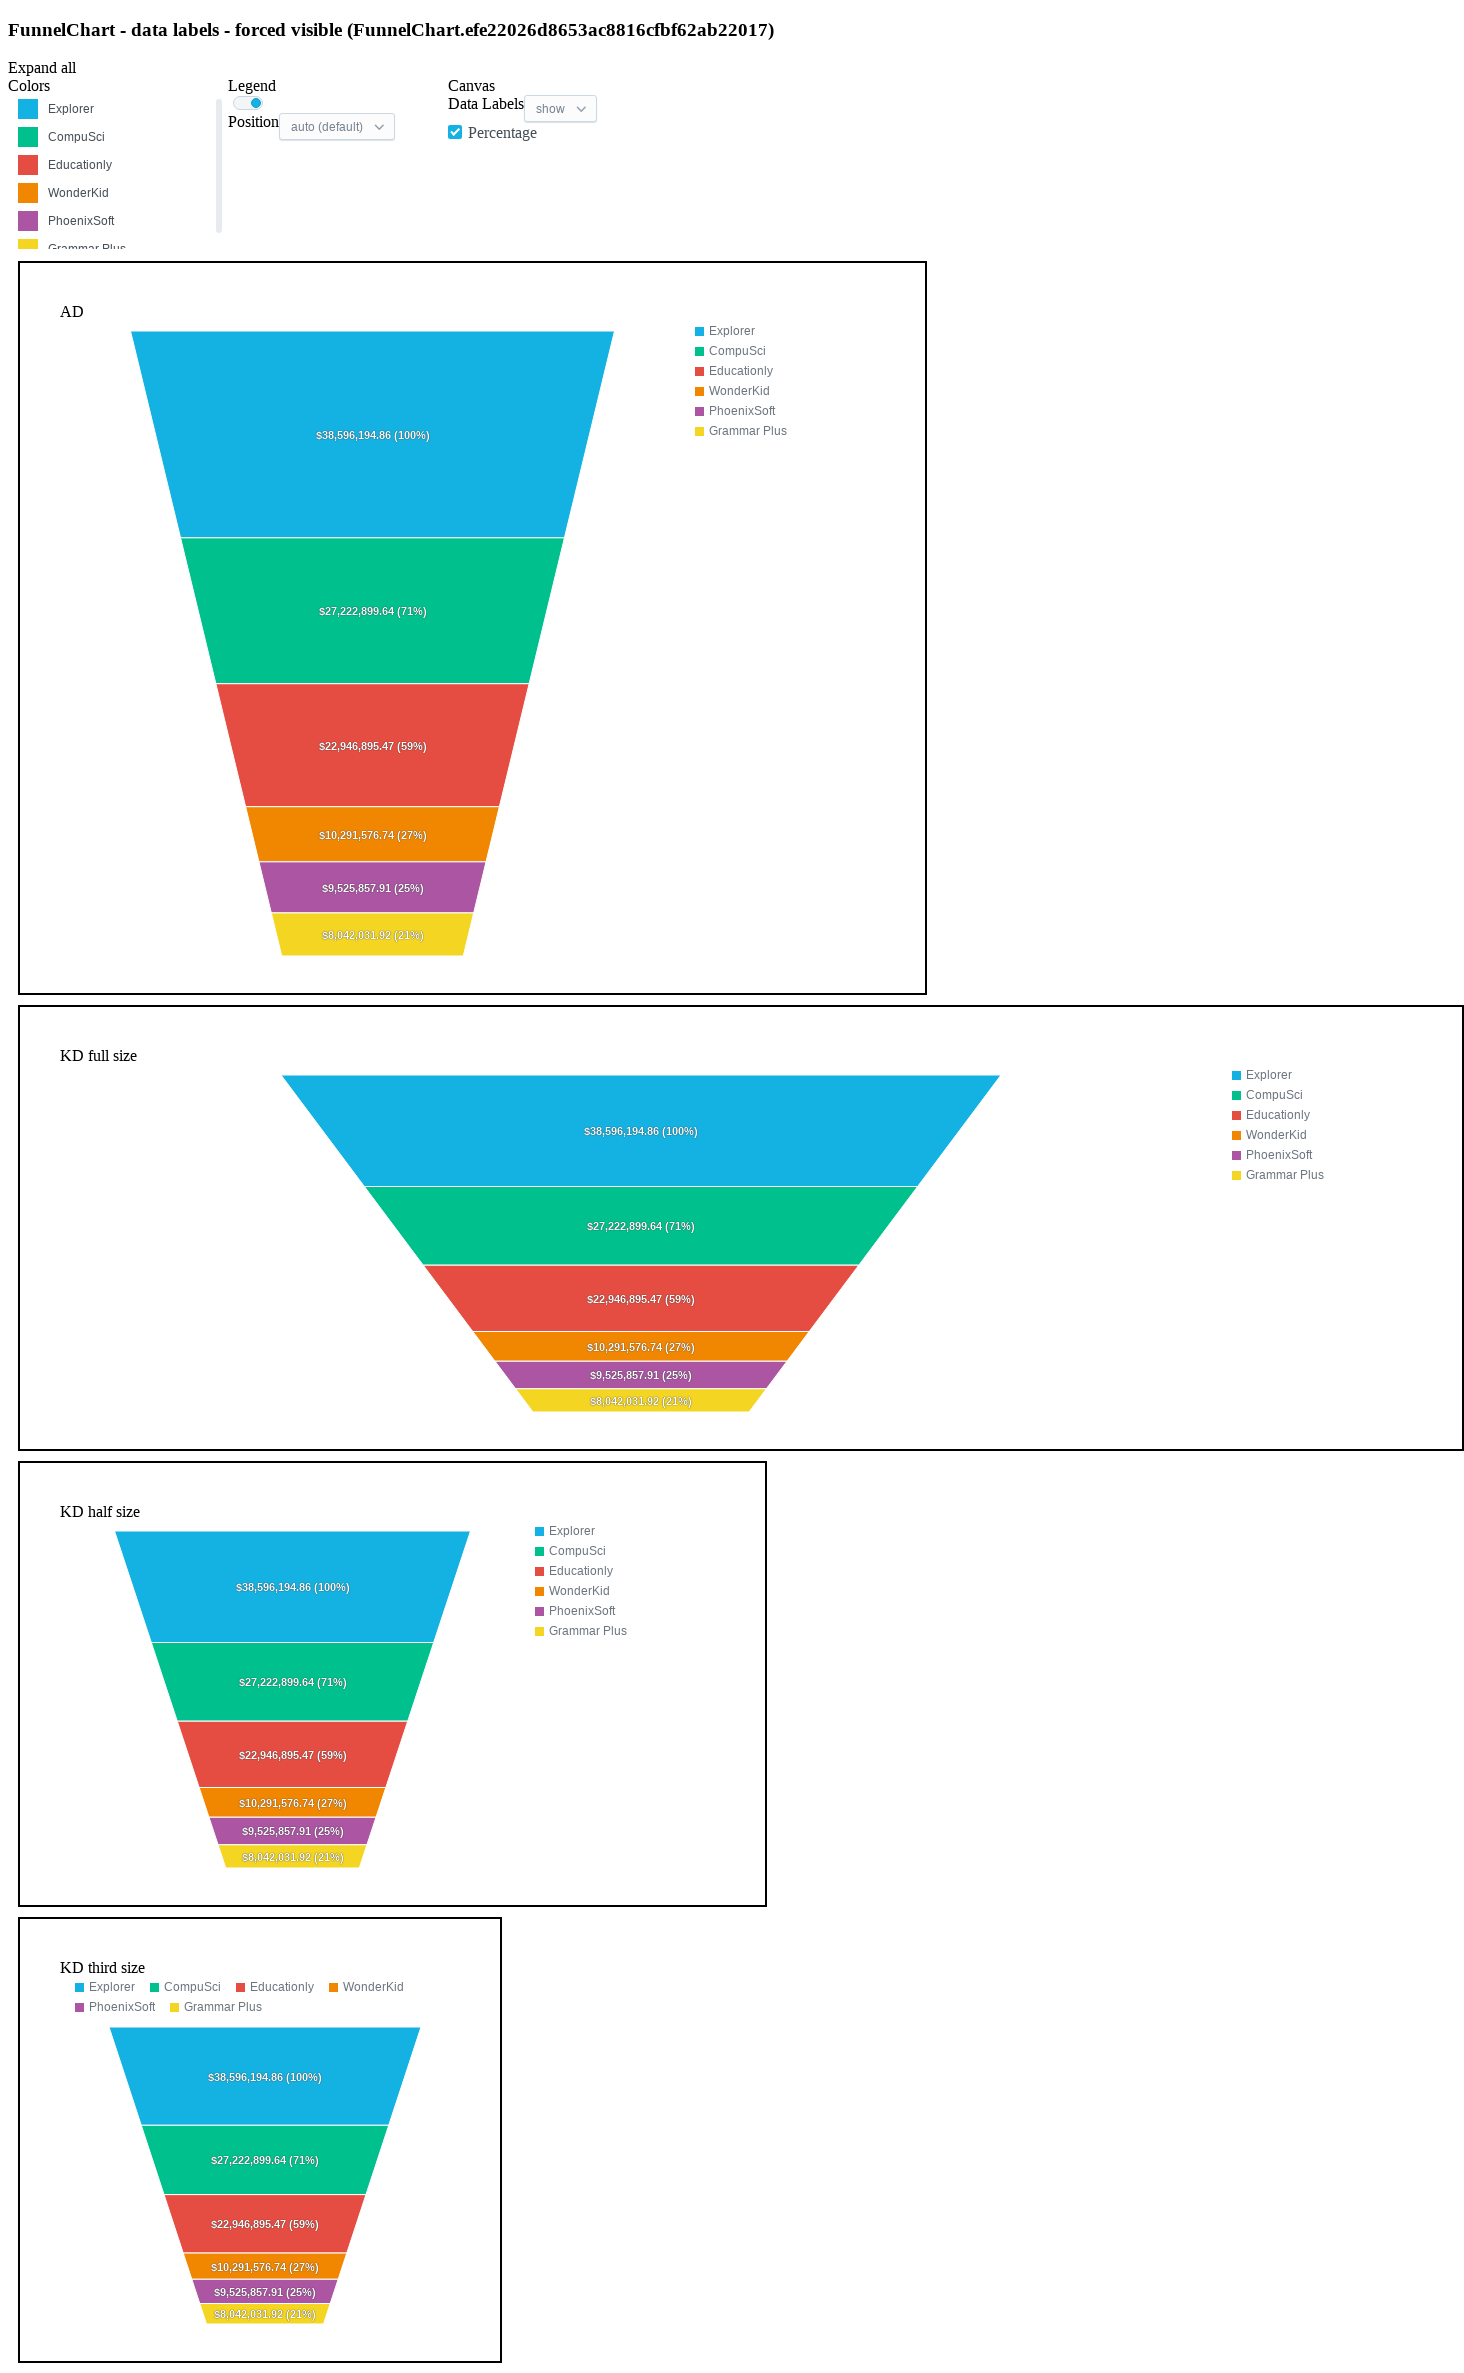 FunnelChart - data labels - forced visible (FunnelChart.efe22026d8653ac8816cfbf62ab22017)
Expand all
Colors
Explorer
CompuSci
Educationly
WonderKid
PhoenixSoft
Grammar Plus
Legend
Position auto (default)
Canvas
Data Labels show
Percentage
AD
$38,596,194.86 (100%)
$27,222,899.64 (71%)
$22,946,895.47 (59%)
$10,291,576.74 (27%)
$9,525,857.91 (25%)
$8,042,031.92 (21%)
Explorer
CompuSci
Educationly
WonderKid
PhoenixSoft
Grammar Plus
KD full size
$38,596,194.86 (100%)
$27,222,899.64 (71%)
$22,946,895.47 (59%)
$10,291,576.74 (27%)
$9,525,857.91 (25%)
$8,042,031.92 (21%)
Explorer
CompuSci
Educationly
WonderKid
PhoenixSoft
Grammar Plus
KD half size
$38,596,194.86 (100%)
$27,222,899.64 (71%)
$22,946,895.47 (59%)
$10,291,576.74 (27%)
$9,525,857.91 (25%)
$8,042,031.92 (21%)
Explorer
CompuSci
Educationly
WonderKid
PhoenixSoft
Grammar Plus
KD third size
Explorer CompuSci Educationly WonderKid
PhoenixSoft Grammar Plus
$38,596,194.86 (100%)
$27,222,899.64 (71%)
$22,946,895.47 (59%)
$10,291,576.74 (27%)
$9,525,857.91 (25%)
$8,042,031.92 (21%)